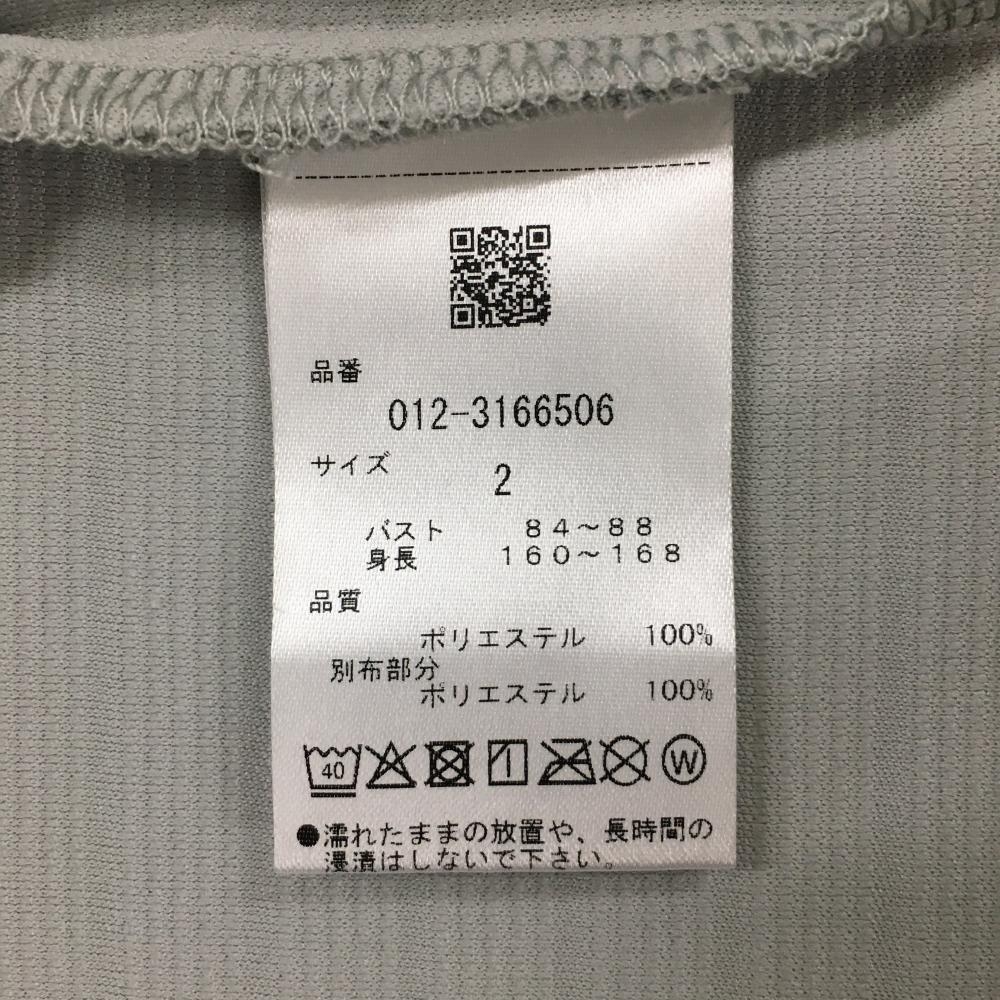 品番
012-3166506
サイズ
2
バスト 84～88
身長 160～168
品質
ポリエステル 100%
別布部分
ポリエステル 100%
40 W
●濡れたままの放置や、長時間の
浸漬はしないで下さい。